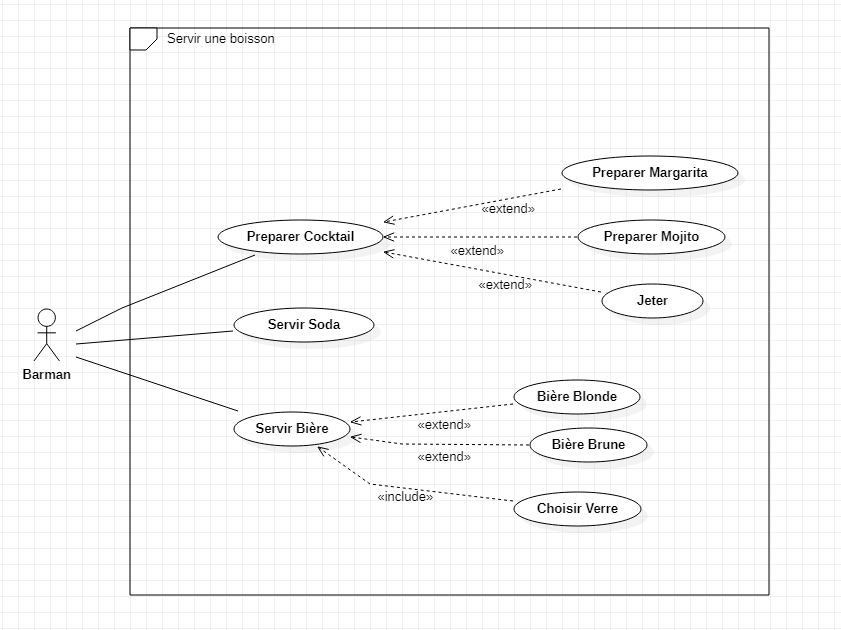 Servir une boisson
Preparer Margarita
«extend»
Preparer Cocktail
Preparer Mojito
«extend»
«extend»
Jeter
Servir Soda
Barman
Bière Blonde
«extend»
Servir Bière
Bière Brune
«extend»
«include»
Choisir Verre